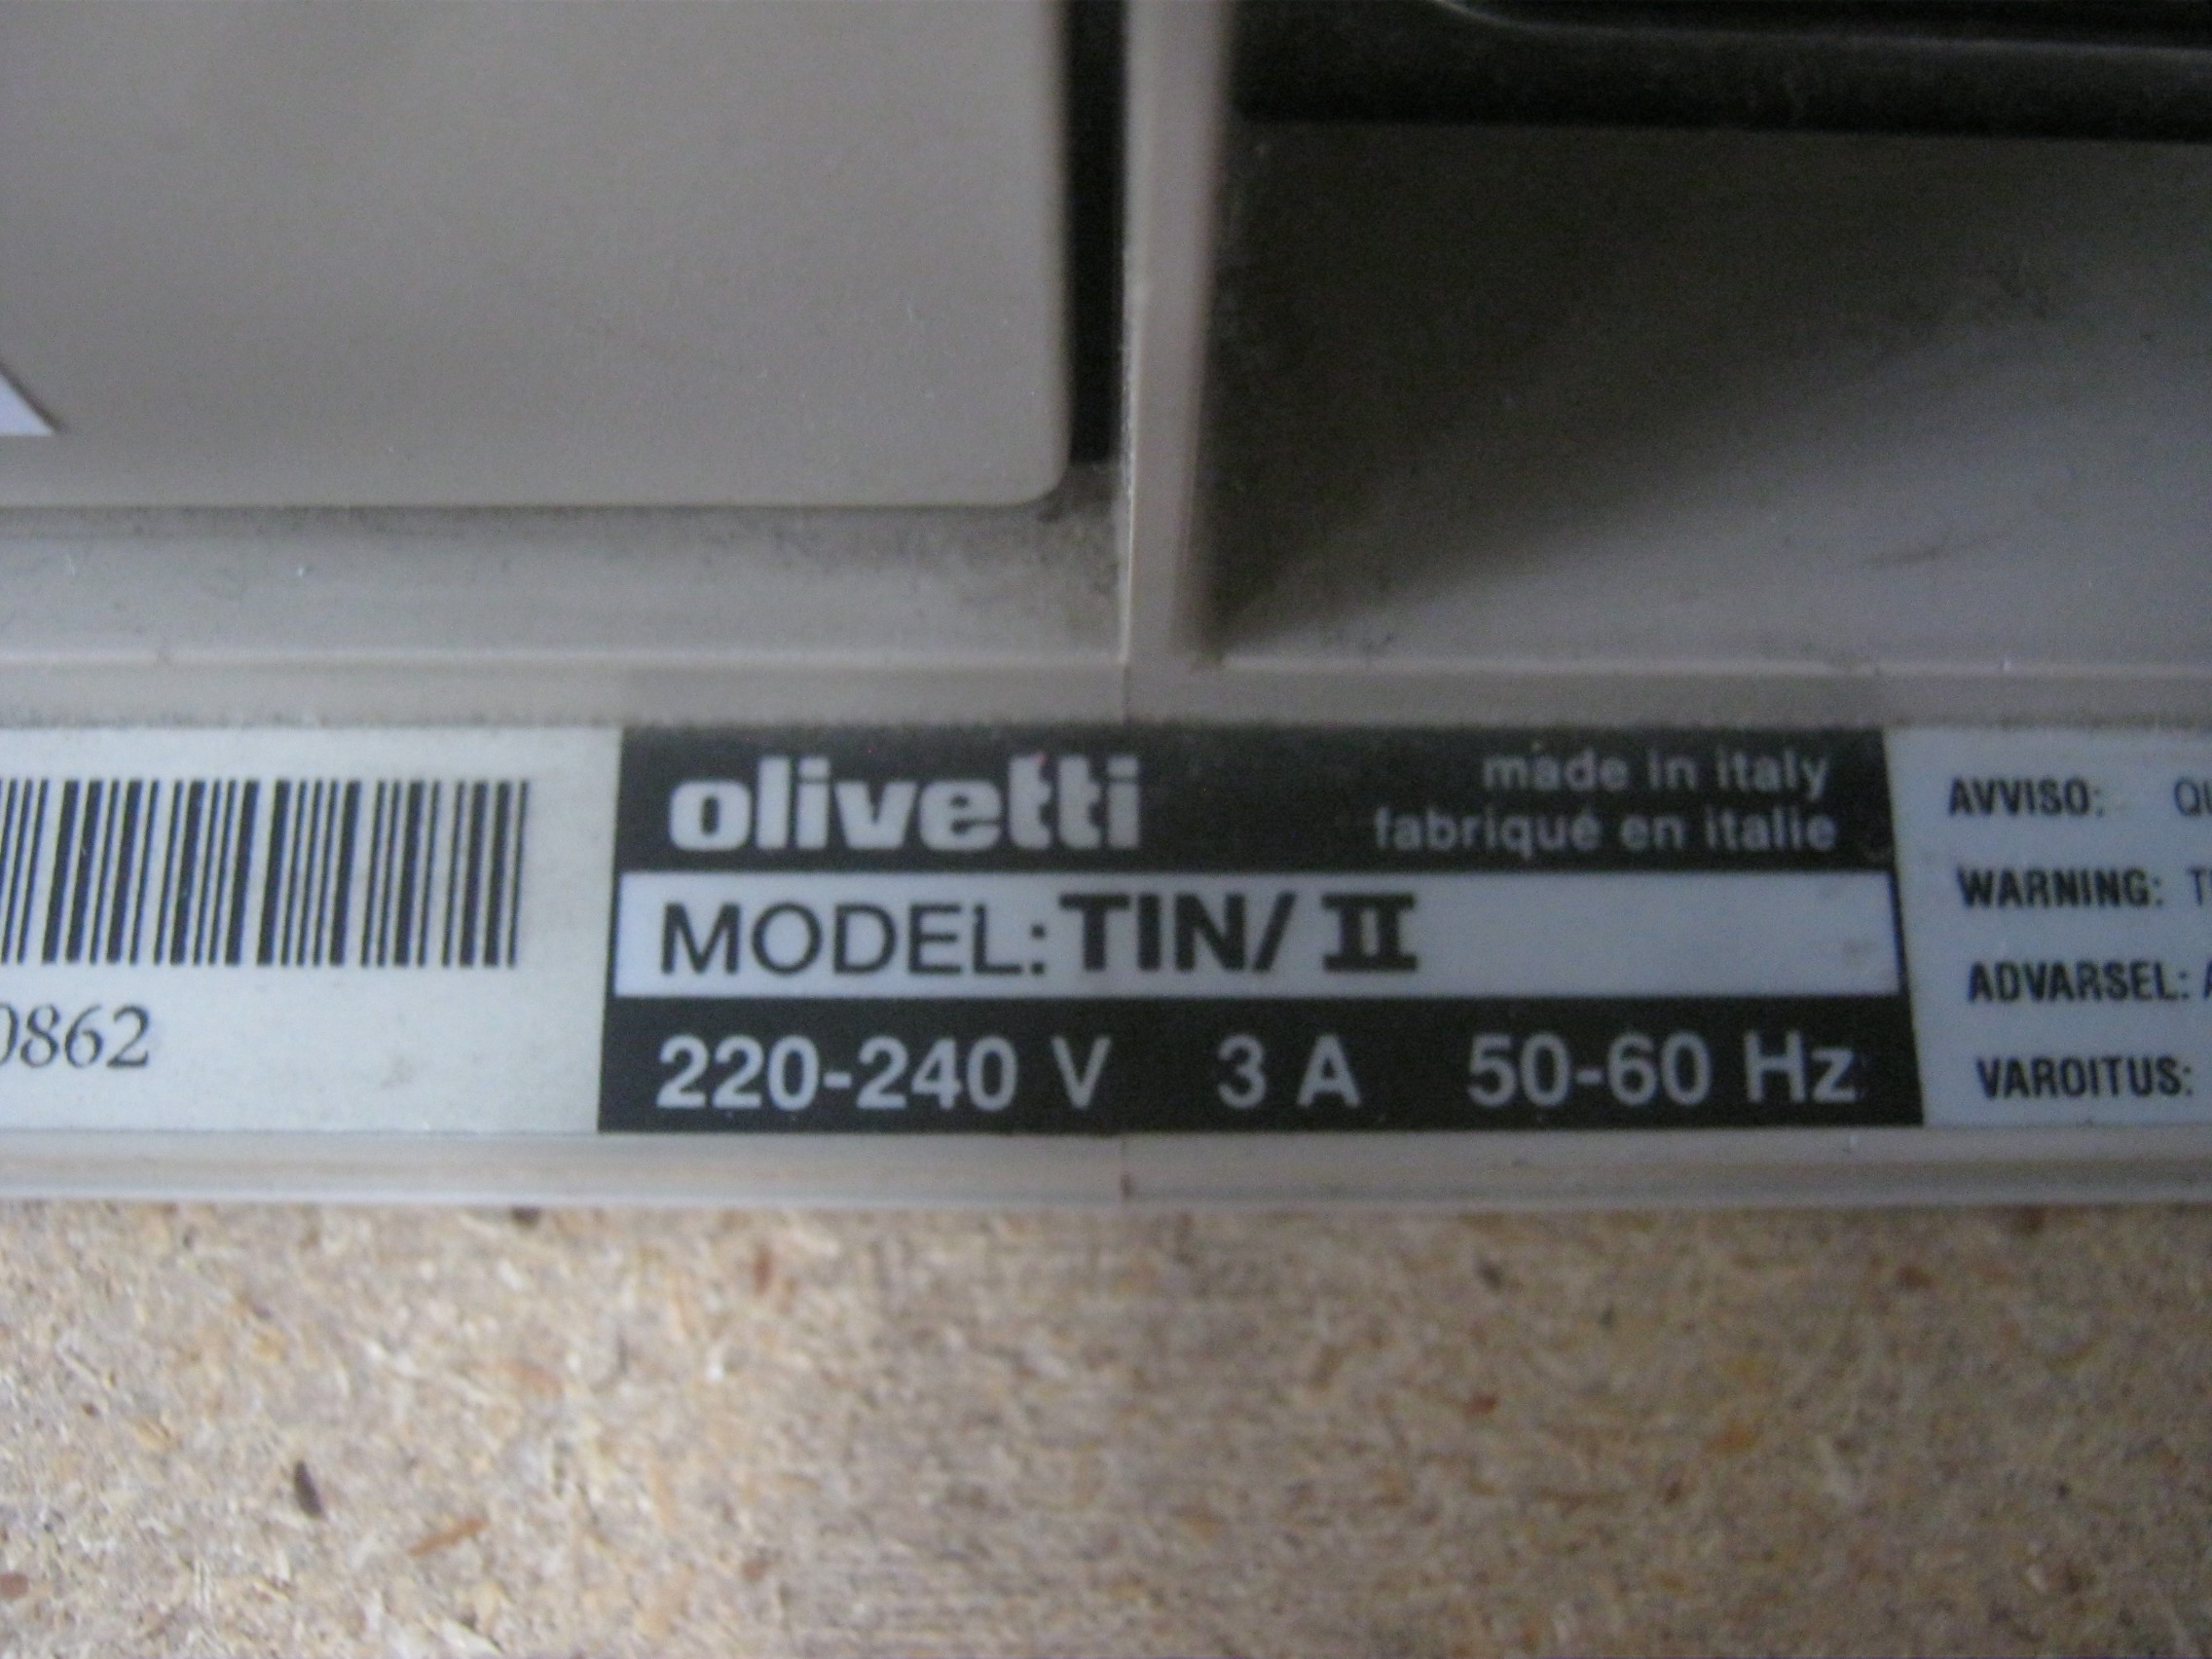 olivetti
made in italy
fabriqué en italie
MODEL: TIN/II
220-240 V 3 A 50-60 Hz
0862
AVVISO:
WARNING:
ADVARSEL:
VAROITUS: